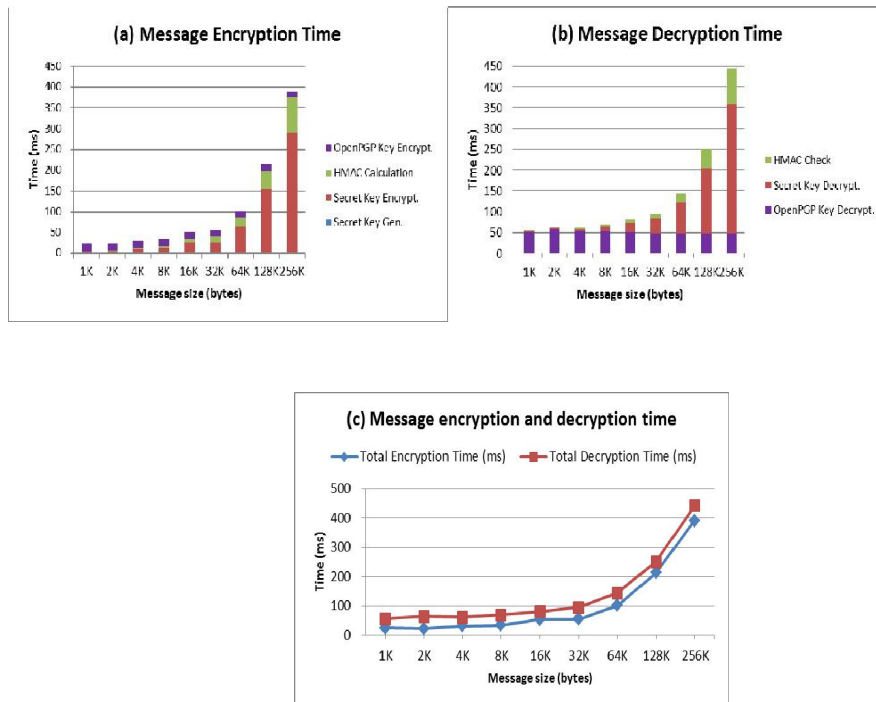 (a) Message Encryption Time
450
400
350
300
250
200
150
100
50
0
Time (ms)
1K 2K 4K 8K 16K 32K 64K 128K 256K
Message size (bytes)
OpenPGP Key Encrypt.
HMAC Calculation
Secret Key Encrypt.
Secret Key Gen.
(b) Message Decryption Time
450
400
350
300
250
200
150
100
50
0
Time (ms)
1K 2K 4K 8K 16K 32K 64K 128K 256K
Message size (bytes)
HMAC Check
Secret Key Decrypt.
OpenPGP Key Decrypt.
(c) Message encryption and decryption time
Total Encryption Time (ms) Total Decryption Time (ms)
500
400
300
200
100
0
Time (ms)
1K 2K 4K 8K 16K 32K 64K 128K 256K
Message size (bytes)